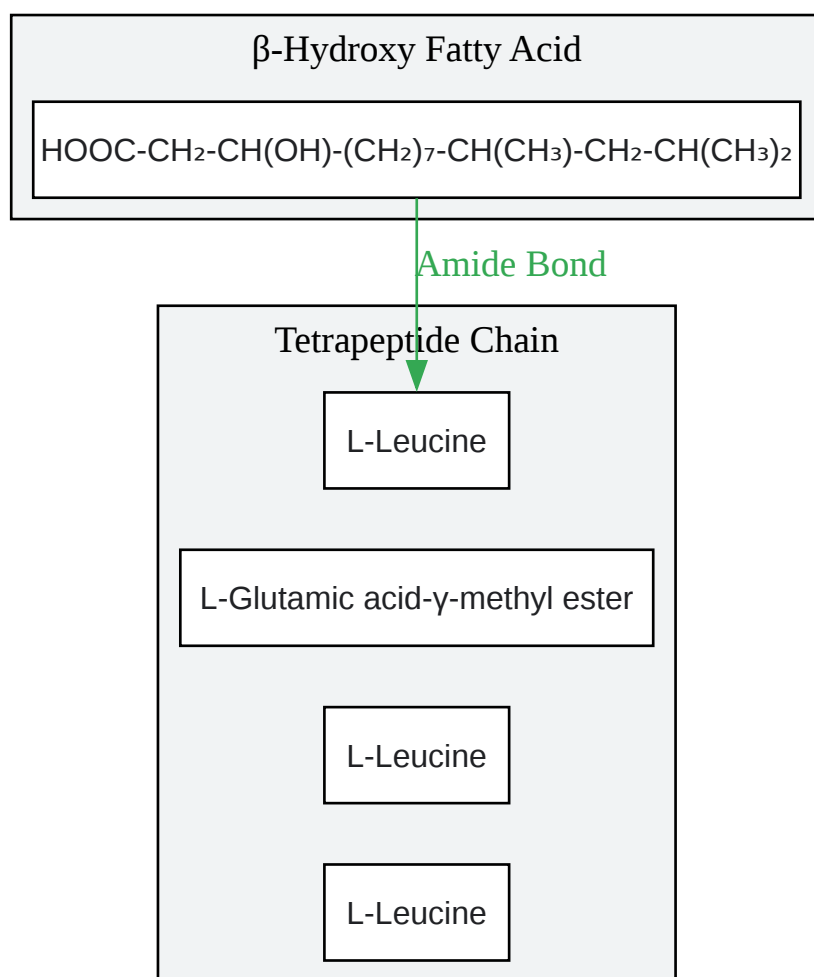 β-Hydroxy Fatty Acid
HOOC-CH₂-CH(OH)-(CH₂)₇-CH(CH₃)-CH₂-CH(CH₃)₂
Amide Bond
Tetrapeptide Chain
L-Leucine
L-Glutamic acid-γ-methyl ester
L-Leucine
L-Leucine